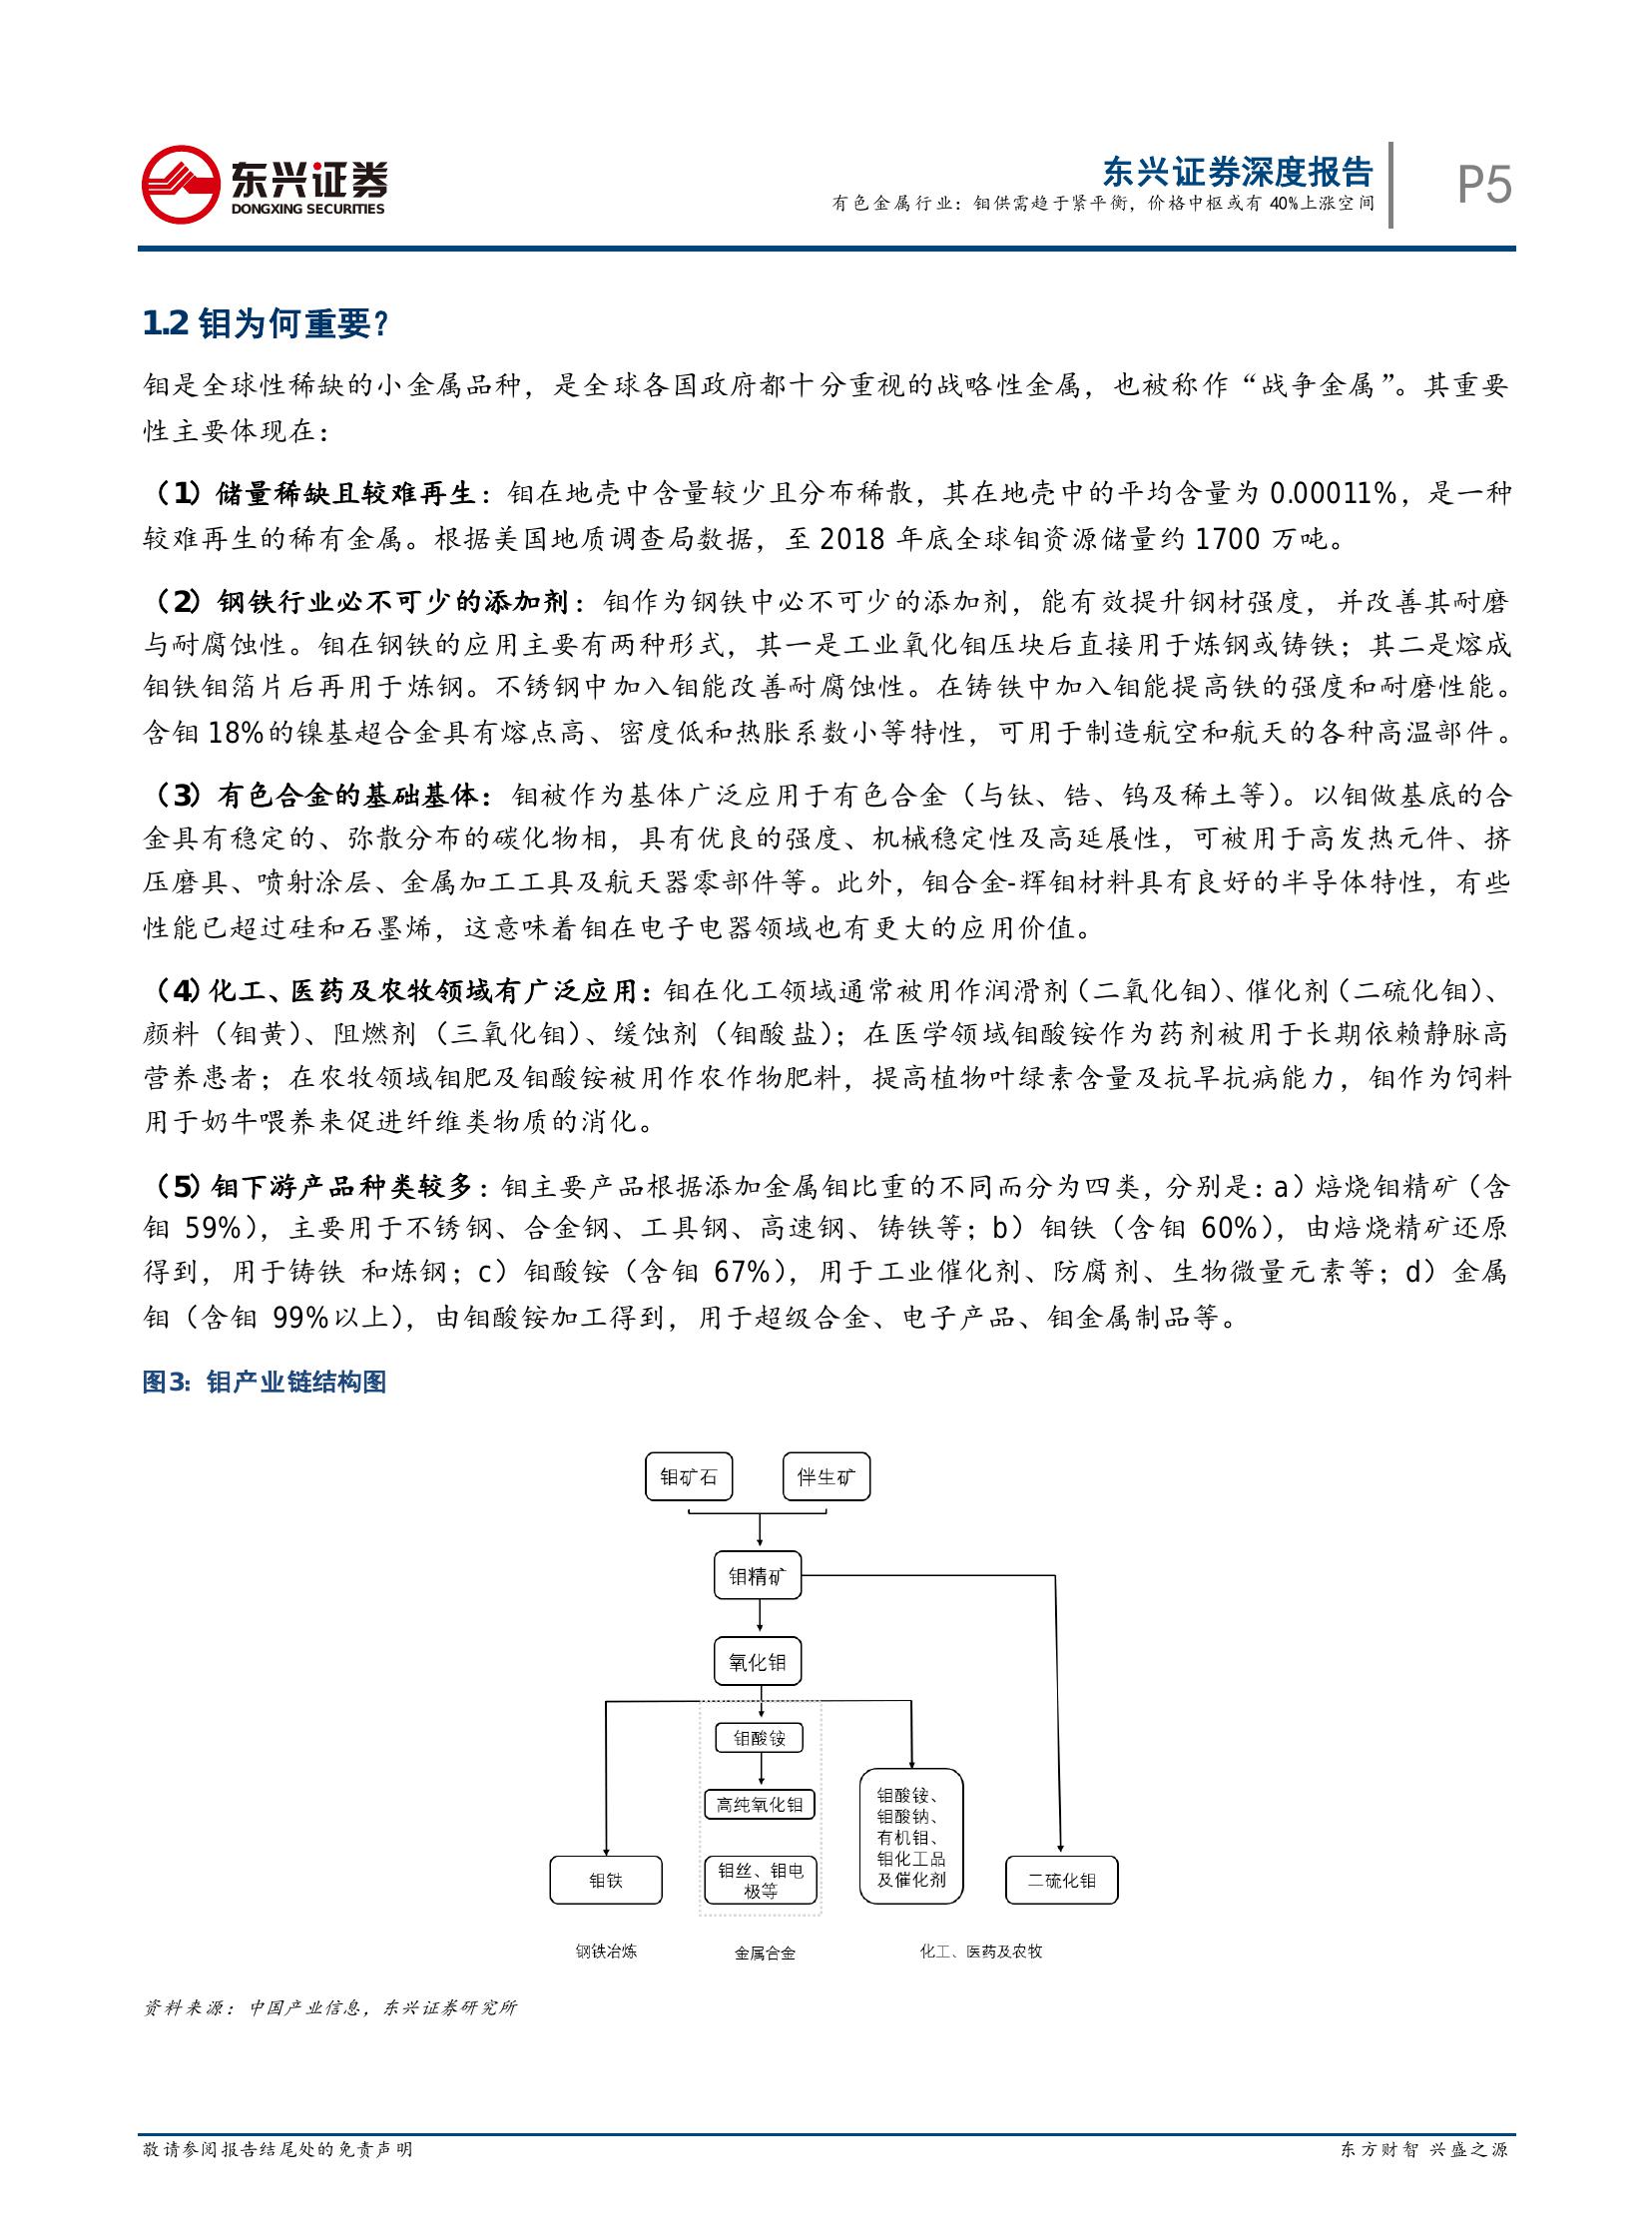 东兴证券
DONGXING SECURITIES
东兴证券深度报告
有色金属行业：钼供需趋于紧平衡，价格中枢或有 40%上涨空间
P5
1.2 钼为何重要？
钼是全球性稀缺的小金属品种，是全球各国政府都十分重视的战略性金属，也被称作“战争金属”。其重要
性主要体现在：
（1）储量稀缺且较难再生：钼在地壳中含量较少且分布稀散，其在地壳中的平均含量为 0.00011%，是一种
较难再生的稀有金属。根据美国地质调查局数据，至 2018 年底全球钼资源储量约 1700 万吨。
（2）钢铁行业必不可少的添加剂：钼作为钢铁中必不可少的添加剂，能有效提升钢材强度，并改善其耐磨
与耐腐蚀性。钼在钢铁的应用主要有两种形式，其一是工业氧化钼压块后直接用于炼钢或铸铁；其二是熔成
钼铁钼箔片后再用于炼钢。不锈钢中加入钼能改善耐腐蚀性。在铸铁中加入钼能提高铁的强度和耐磨性能。
含钼 18%的镍基超合金具有熔点高、密度低和热胀系数小等特性，可用于制造航空和航天的各种高温部件。
（3）有色合金的基础基体：钼被作为基体广泛应用于有色合金（与钛、锆、钨及稀土等）。以钼做基底的合
金具有稳定的、弥散分布的碳化物相，具有优良的强度、机械稳定性及高延展性，可被用于高发热元件、挤
压磨具、喷射涂层、金属加工工具及航天器零部件等。此外，钼合金-辉钼材料具有良好的半导体特性，有些
性能已超过硅和石墨烯，这意味着钼在电子电器领域也有更大的应用价值。
（4）化工、医药及农牧领域有广泛应用：钼在化工领域通常被用作润滑剂（二氧化钼）、催化剂（二硫化钼）、
颜料（钼黄）、阻燃剂（三氧化钼）、缓蚀剂（钼酸盐）；在医学领域钼酸铵作为药剂被用于长期依赖静脉高
营养患者；在农牧领域钼肥及钼酸铵被用作农作物肥料，提高植物叶绿素含量及抗旱抗病能力，钼作为饲料
用于奶牛喂养来促进纤维类物质的消化。
（5）钼下游产品种类较多：钼主要产品根据添加金属钼比重的不同而分为四类，分别是：a）焙烧钼精矿（含
钼 59%），主要用于不锈钢、合金钢、工具钢、高速钢、铸铁等；b）钼铁（含钼 60%），由焙烧精矿还原
得到，用于铸铁 和炼钢；c）钼酸铵（含钼 67%），用于工业催化剂、防腐剂、生物微量元素等；d）金属
钼（含钼 99%以上），由钼酸铵加工得到，用于超级合金、电子产品、钼金属制品等。
图3：钼产业链结构图
钼矿石
伴生矿
钼精矿
氧化钼
钼酸铵
高纯氧化钼
钼酸铵、
钼酸钠、
有机钼、
钼化工品
及催化剂
钼铁
钼丝、钼电
极等
二硫化钼
钢铁冶炼
金属合金
化工、医药及农牧
资料来源：中国产业信息，东兴证券研究所
敬请参阅报告结尾处的免责声明
东方财智 兴盛之源